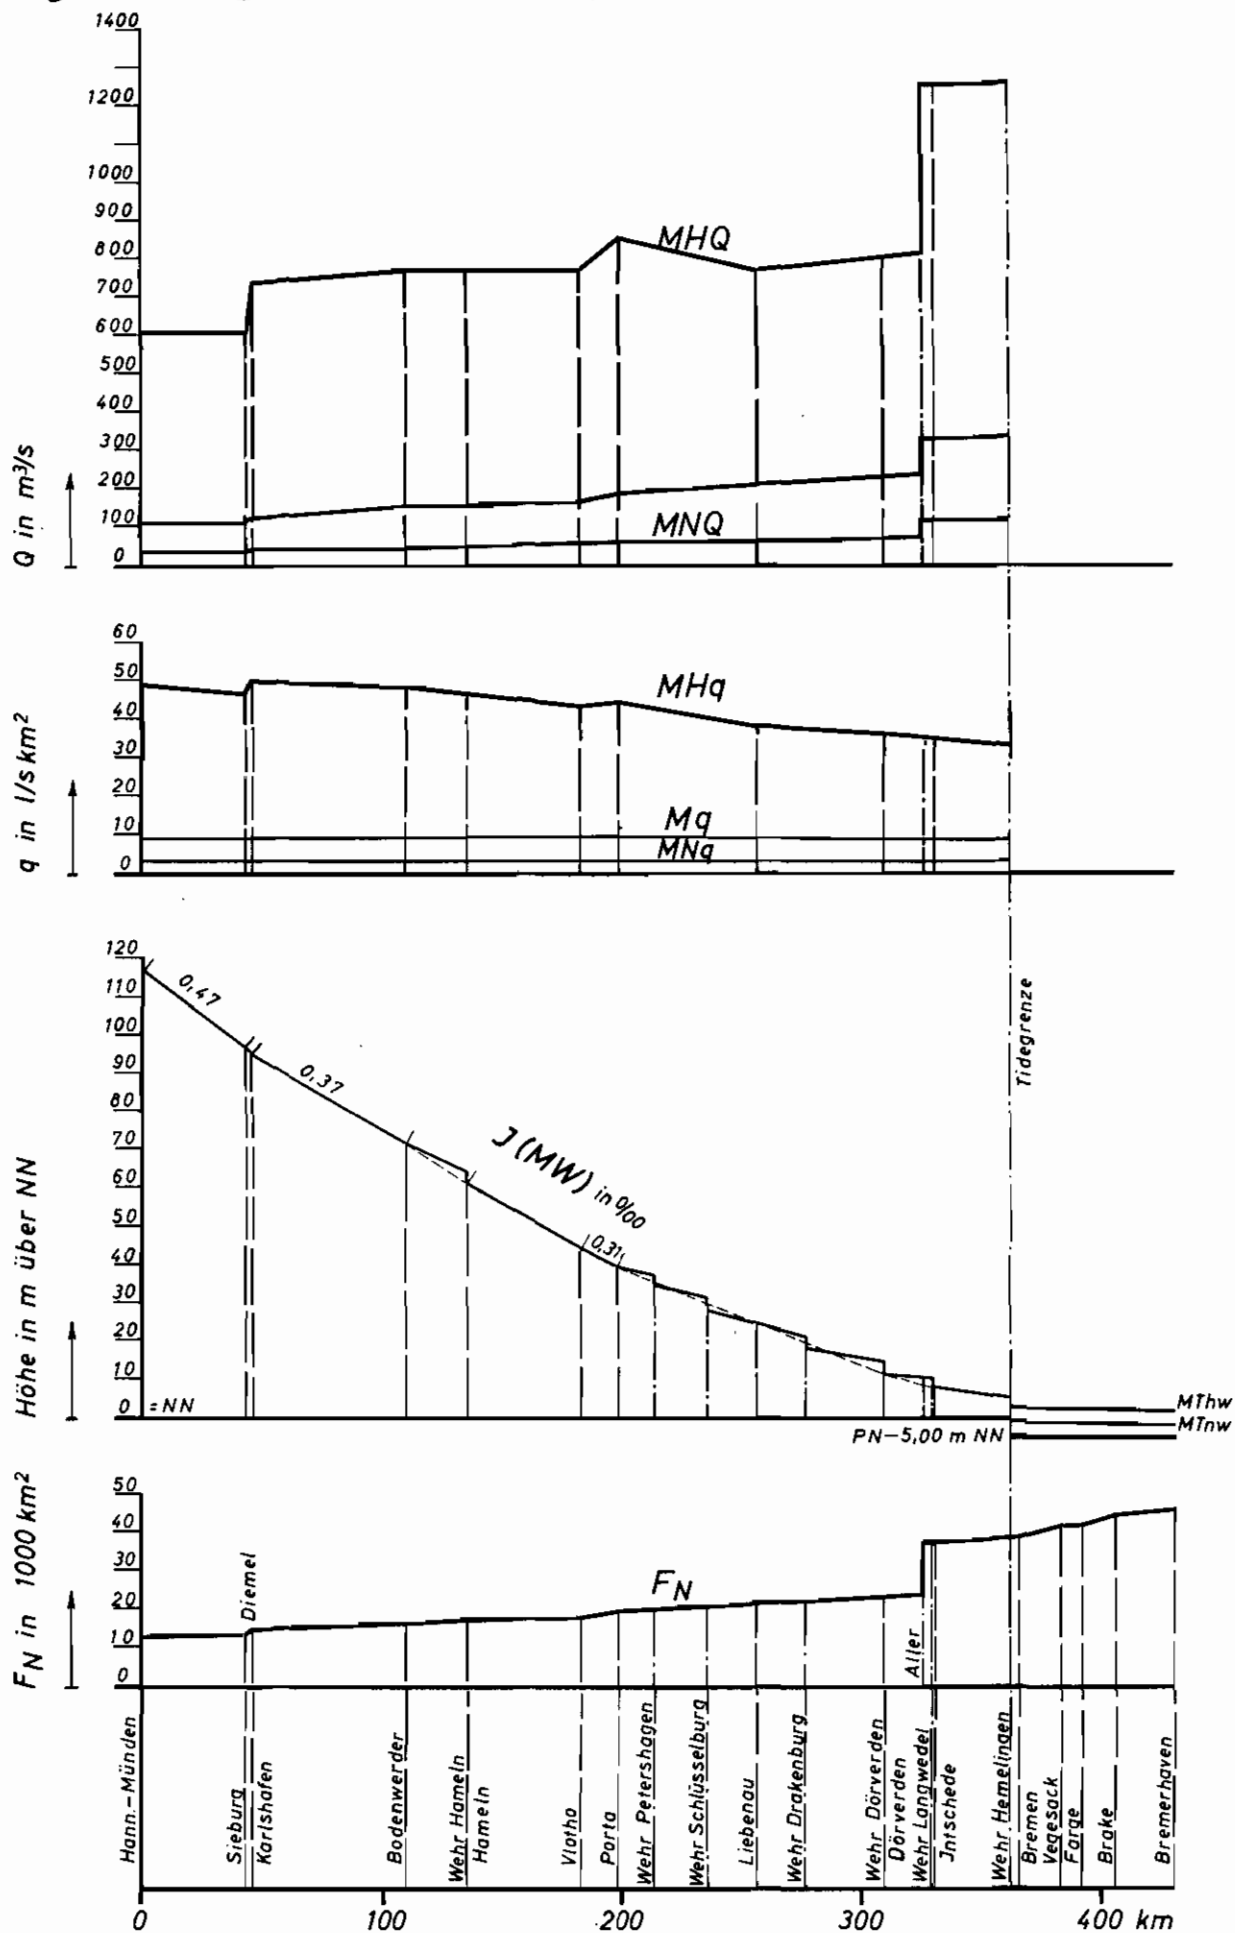 1400
1200
1000
900
800
700
600
500
400
300
200
100
0
Q in m³/s
MHQ
MNQ
60
50
40
30
20
10
0
q in l/s km²
MHq
Mq
MNq
120
110
100
90
80
70
60
50
40
30
20
10
0 = NN
Höhe in m über NN
0,47
0,37
J (MW) in ‰
0,31
Tidegrenze
MThw
MTnw
PN–5,00 m NN
50
40
30
20
10
0
F_N in 1000 km²
Diemel
F_N
Aller
Hann.–Münden
Sieburg
Karlshafen
Bodenwerder
Wehr Hameln
Hameln
Vlotho
Porta
Wehr Petershagen
Wehr Schlüsselburg
Liebenau
Wehr Drakenburg
Wehr Dörverden
Dörverden
Wehr Langwedel
Jntschede
Wehr Hemelingen
Bremen
Vegesack
Farge
Brake
Bremerhaven
0 100 200 300 400 km